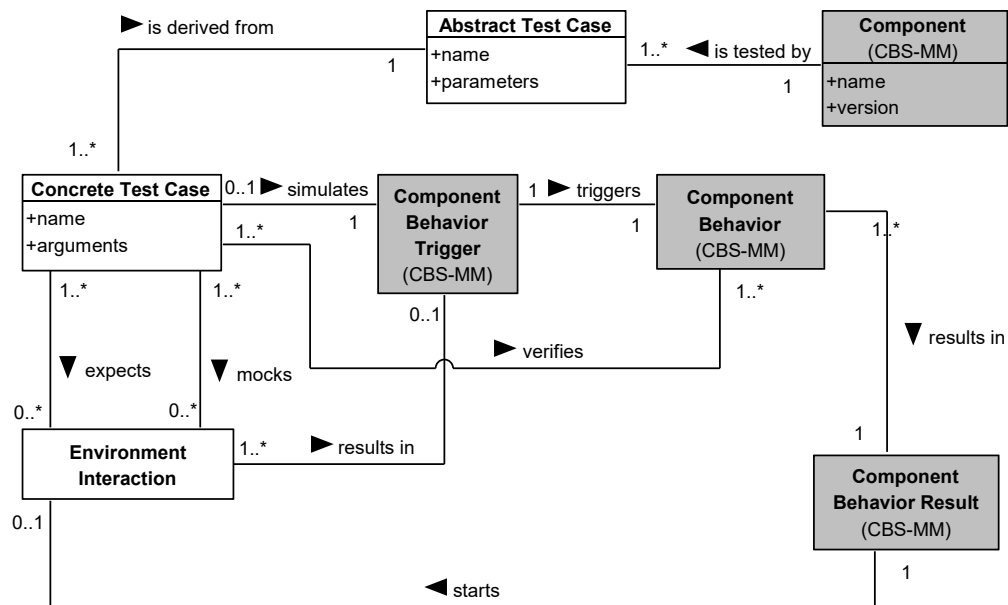 is derived from
Abstract Test Case
+name
+parameters
1
1..*
is tested by
1
Component
(CBS-MM)
+name
+version
1..*
Concrete Test Case
+name
+arguments
0..1
simulates
1
Component
Behavior
Trigger
(CBS-MM)
1
triggers
1
Component
Behavior
(CBS-MM)
1..*
1..*
1..*
1..*
0..1
1..*
verifies
results in
expects
mocks
0..*
0..*
Environment
Interaction
1..*
results in
1
Component
Behavior Result
(CBS-MM)
0..1
1
starts